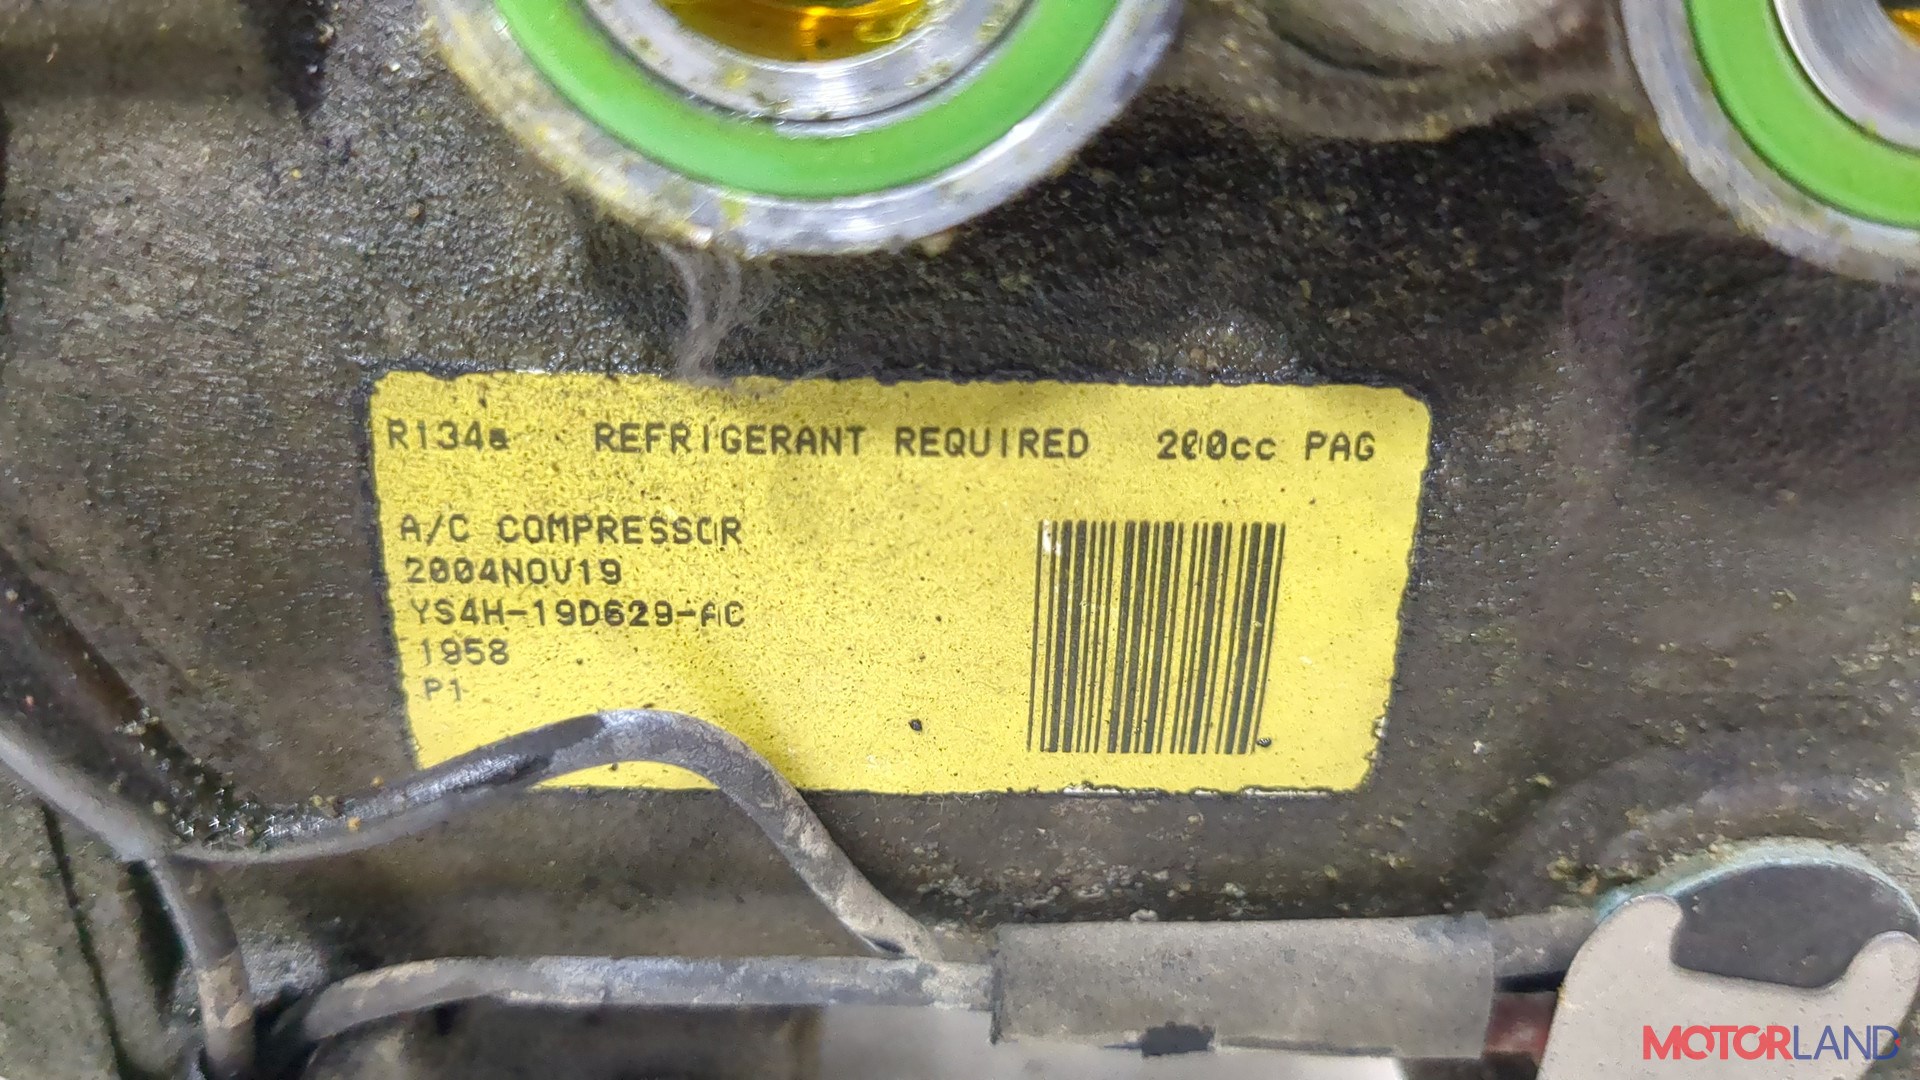 R134a REFRIGERANT REQUIRED 200cc PAG
A/C COMPRESSOR
2004NOV19
YS4H-19D629-AC
1958
P1
MOTORLAND